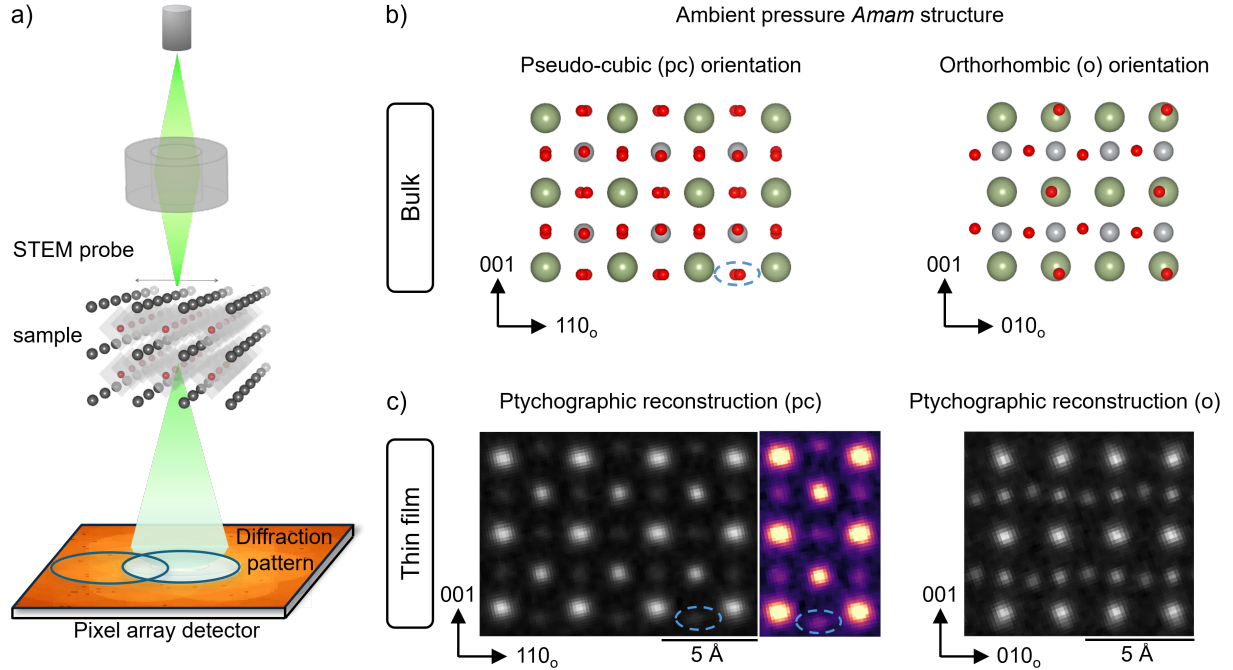 a)
STEM probe
sample
Diffraction
pattern
Pixel array detector
b)
Ambient pressure Amam structure
Pseudo-cubic (pc) orientation
Orthorhombic (o) orientation
Bulk
001
110o
001
010o
c)
Ptychographic reconstruction (pc)
Ptychographic reconstruction (o)
Thin film
001
110o
5 Å
001
010o
5 Å